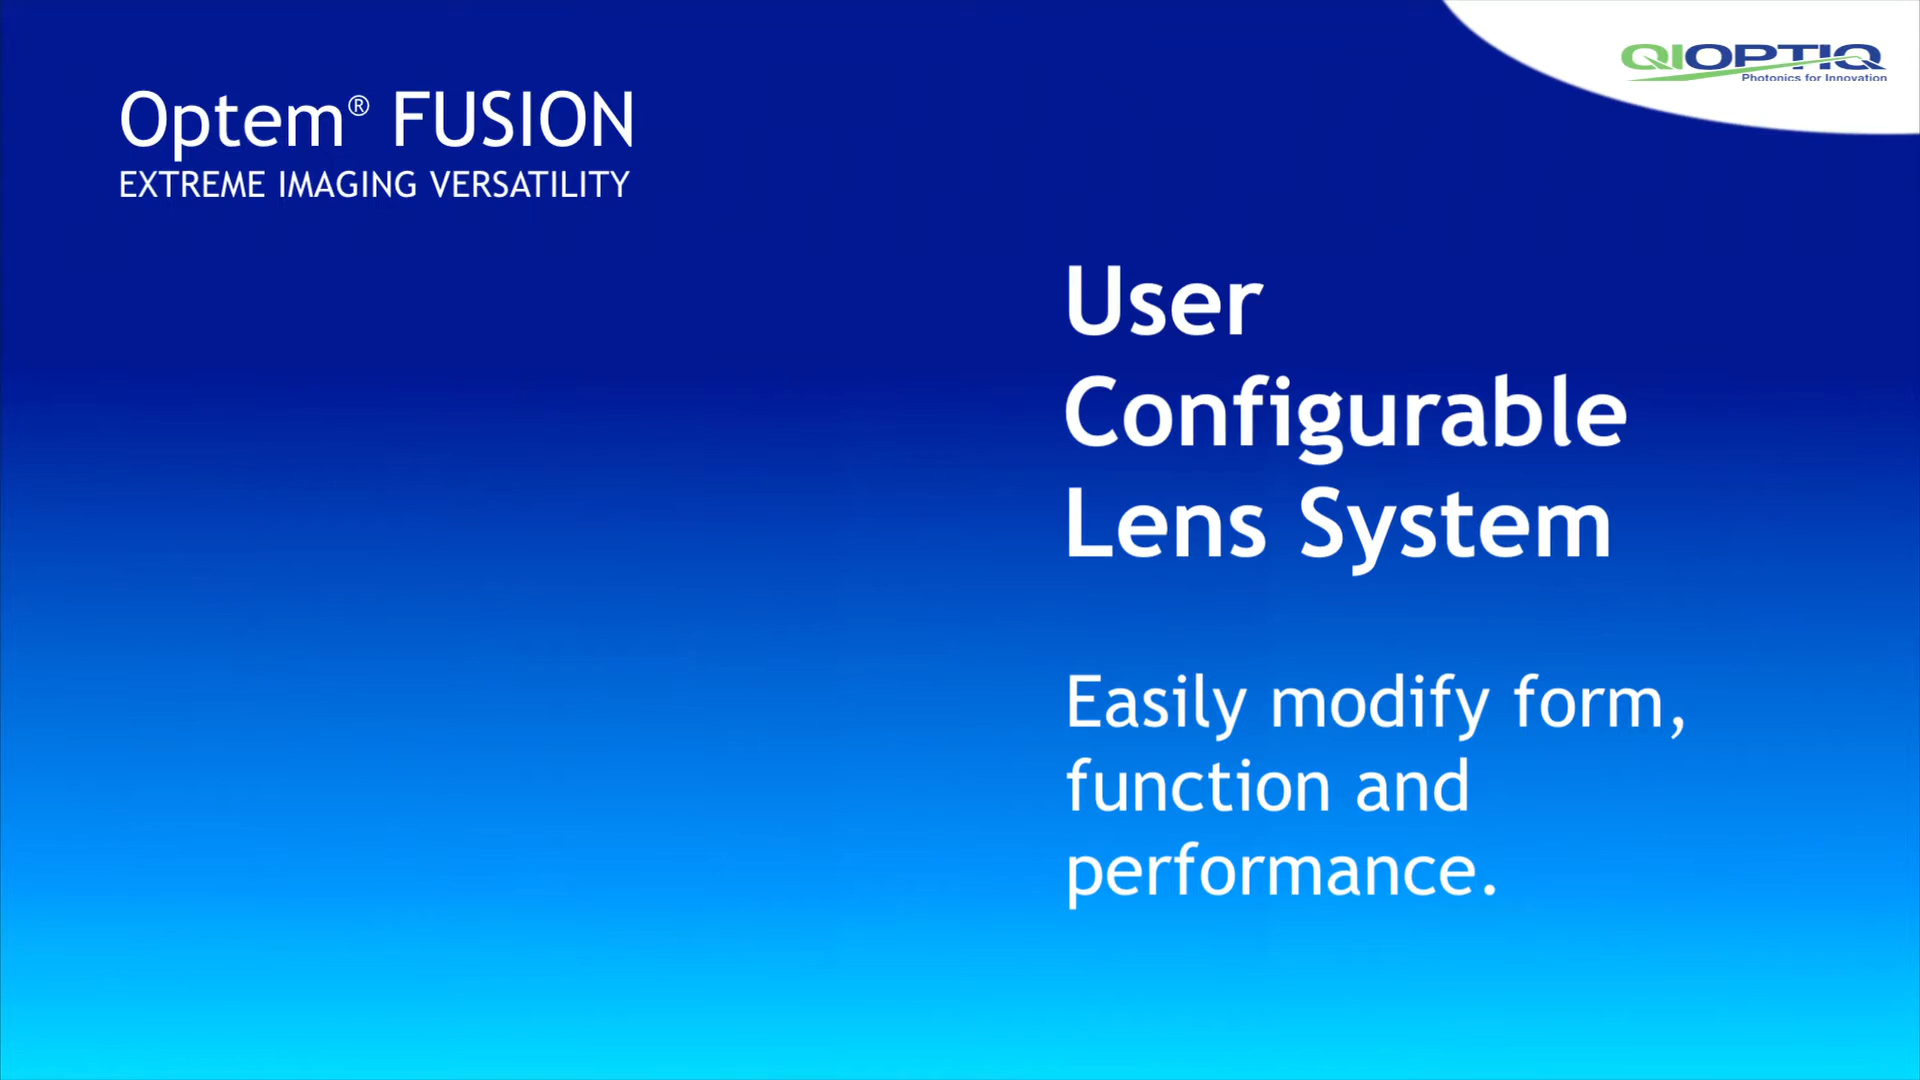 QIOPTIQ
Photonics for Innovation
Optem® FUSION
EXTREME IMAGING VERSATILITY
User
Configurable
Lens System
Easily modify form,
function and
performance.